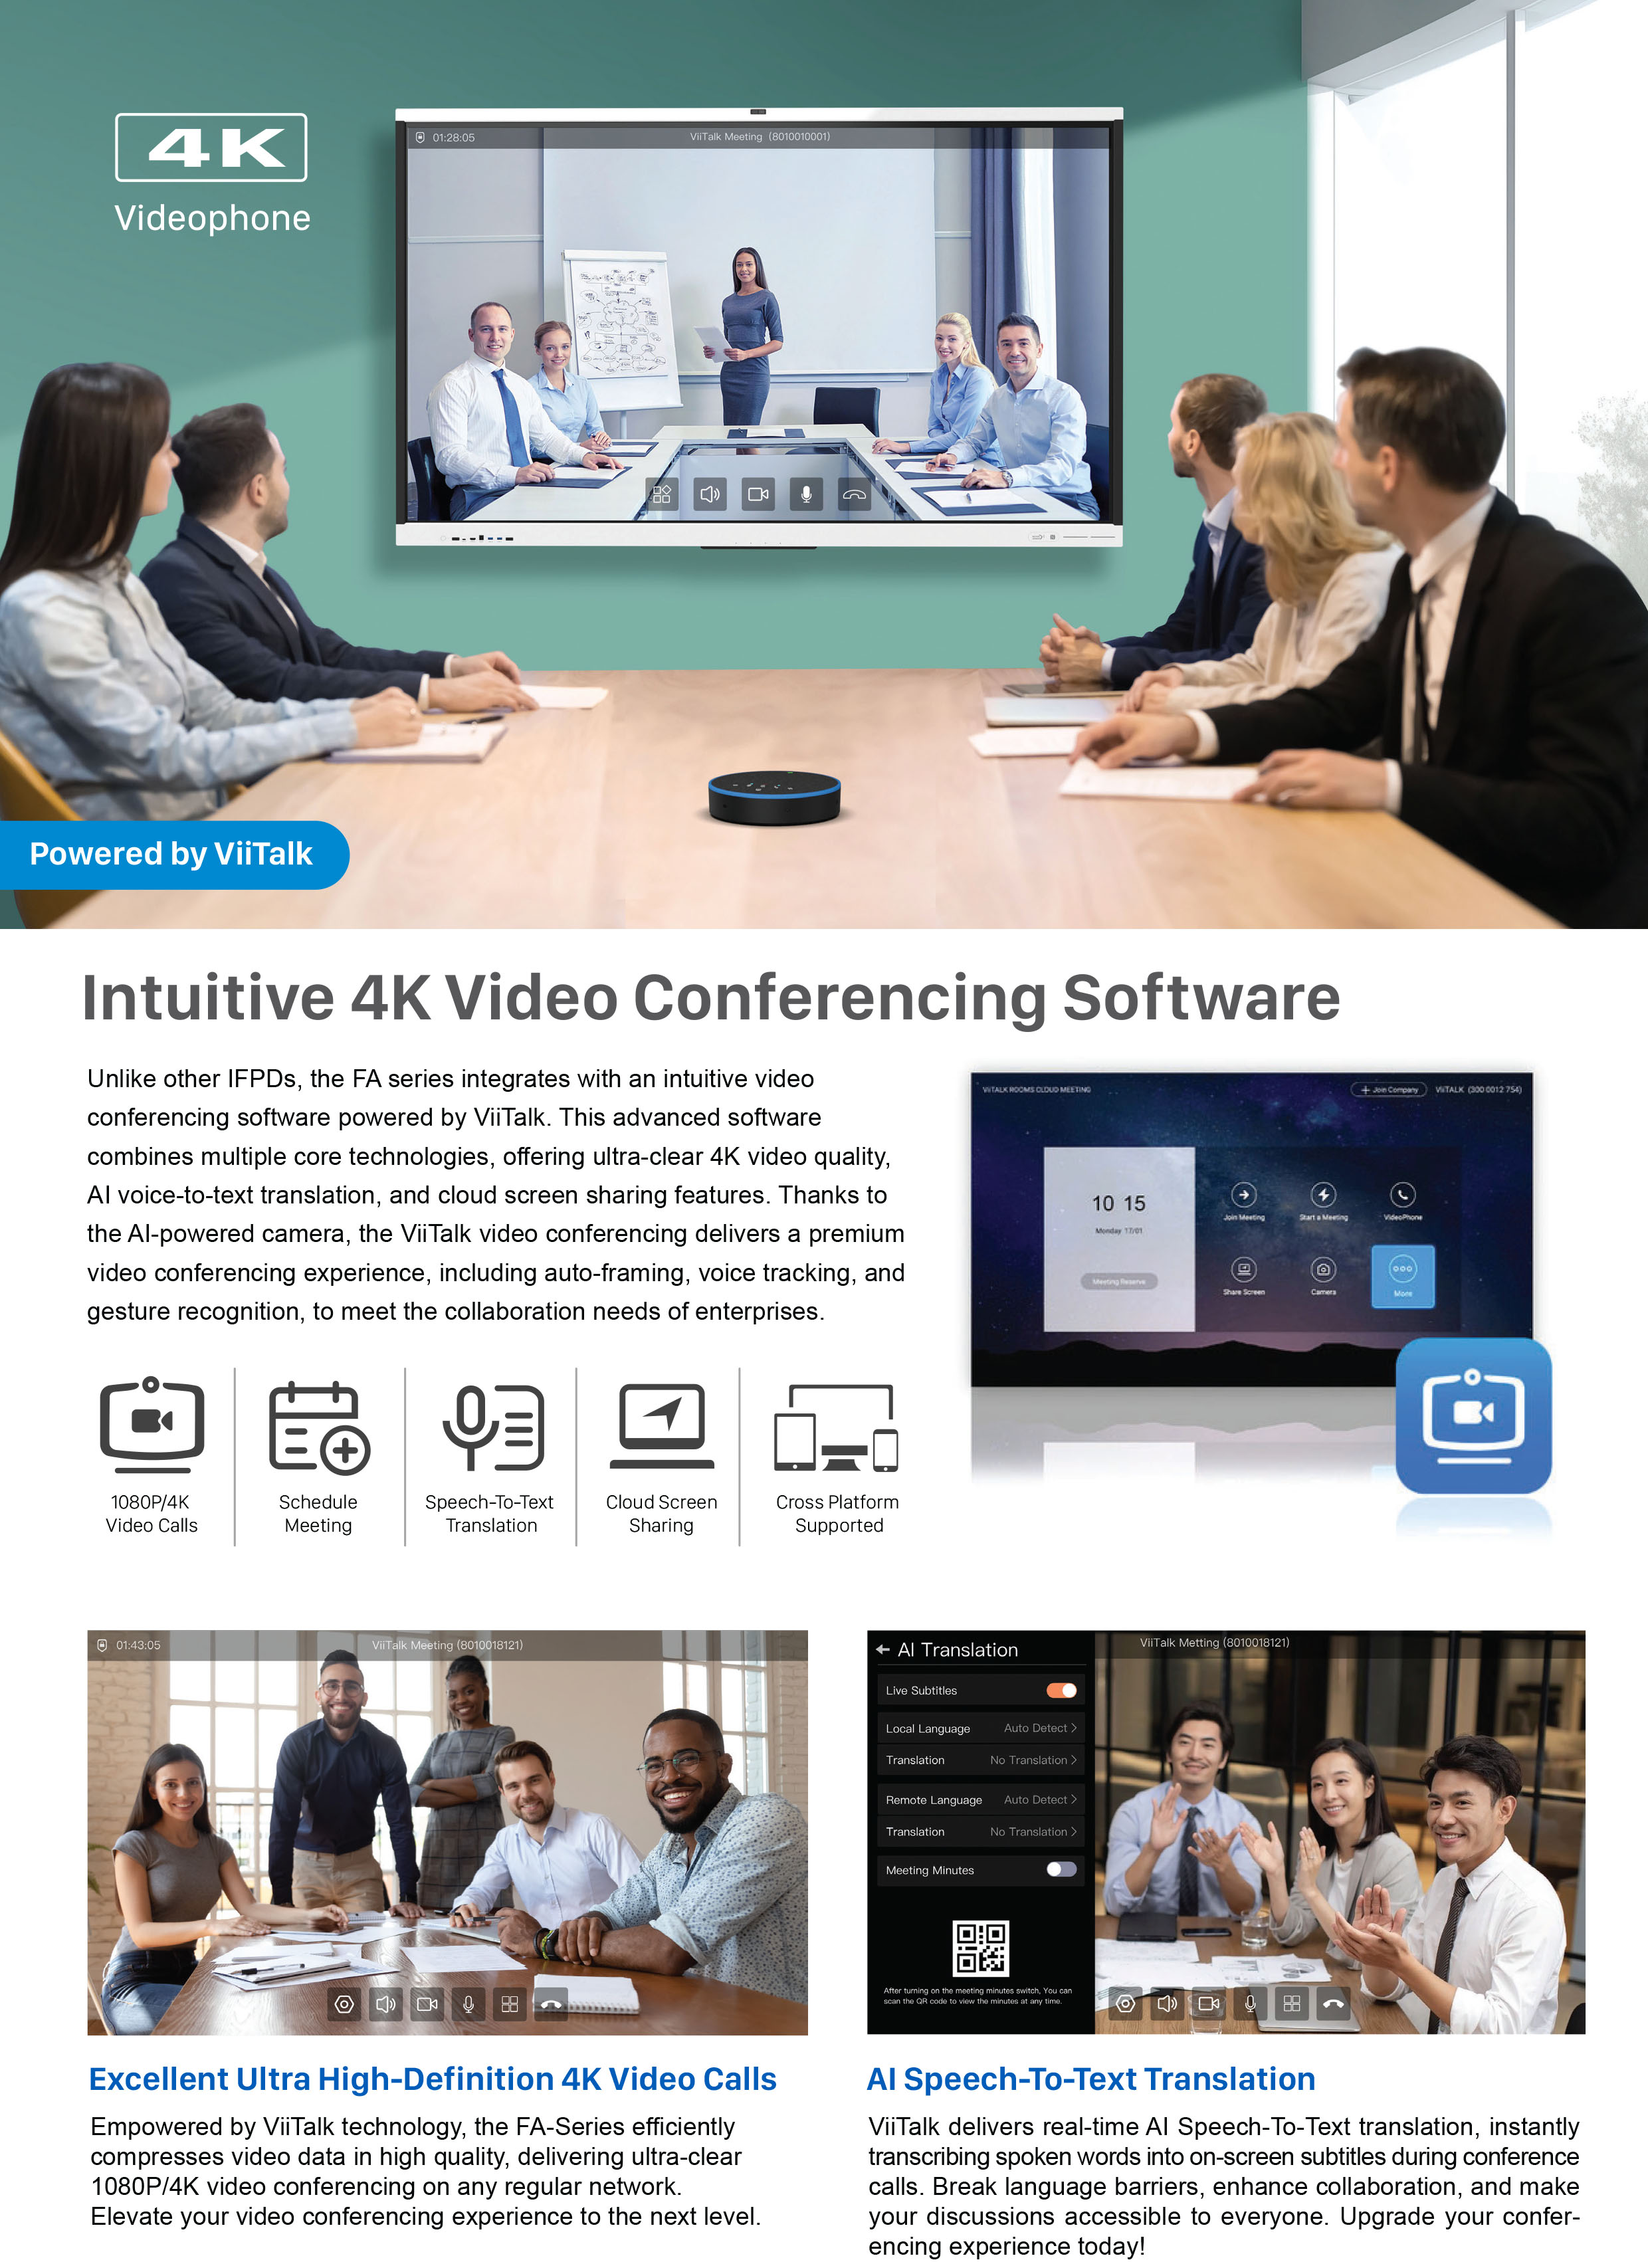 4K
Videophone
01:28:05
ViiTalk Meeting (8010010001)
Powered by ViiTalk
Intuitive 4K Video Conferencing Software
Unlike other IFPDs, the FA series integrates with an intuitive video
conferencing software powered by ViiTalk. This advanced software
combines multiple core technologies, offering ultra-clear 4K video quality,
AI voice-to-text translation, and cloud screen sharing features. Thanks to
the AI-powered camera, the ViiTalk video conferencing delivers a premium
video conferencing experience, including auto-framing, voice tracking, and
gesture recognition, to meet the collaboration needs of enterprises.
ViiTALK ROOMS CLOUD MEETING
Join Company
ViiTALK (300 0012 754)
10 15
Monday 17/01
Meeting Reserve
Join Meeting
Start a Meeting
VideoPhone
Share Screen
Camera
More
1080P/4K
Video Calls
Schedule
Meeting
Speech-To-Text
Translation
Cloud Screen
Sharing
Cross Platform
Supported
01:43:05
ViiTalk Meeting (8010018121)
AI Translation
Live Subtitles
Local Language Auto Detect >
Translation No Translation >
Remote Language Auto Detect >
Translation No Translation >
Meeting Minutes
After turning on the meeting minutes switch, You can
scan the QR code to view the minutes at any time.
ViiTalk Metting (8010018121)
Excellent Ultra High-Definition 4K Video Calls
Empowered by ViiTalk technology, the FA-Series efficiently
compresses video data in high quality, delivering ultra-clear
1080P/4K video conferencing on any regular network.
Elevate your video conferencing experience to the next level.
AI Speech-To-Text Translation
ViiTalk delivers real-time AI Speech-To-Text translation, instantly
transcribing spoken words into on-screen subtitles during conference
calls. Break language barriers, enhance collaboration, and make
your discussions accessible to everyone. Upgrade your confer-
encing experience today!